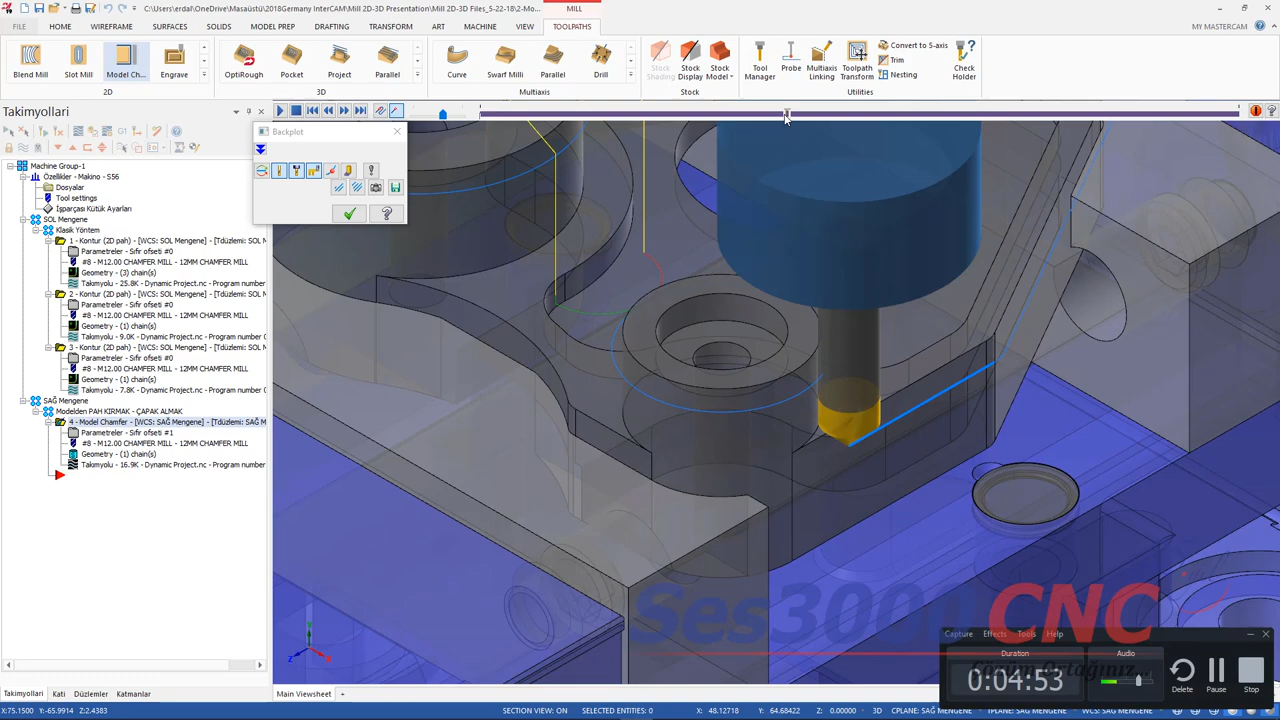 C:\Users\erdal\OneDrive\Masaüstü\2018Germany InterCAM\Mill 2D-3D Presentation\Mill 2D-3D Presentatiom_5-22-18\2-Mo...
MILL
FILE HOME WIREFRAME SURFACES SOLIDS MODEL PREP DRAFTING TRANSFORM ART MACHINE VIEW TOOLPATHS MY MASTERCAM
Blend Mill Slot Mill Model Ch... Engrave OptiRough Pocket Project Parallel Curve Swarf Milli Parallel Drill Stock Shading Stock Display Stock Model Tool Manager Probe Multiaxis Linking Toolpath Transform Convert to 5-axis Trim Nesting Check Holder
2D 3D Multiaxis Stock Utilities
Takimyollari
Backplot
Machine Group-1
Özellikler - Makino - S56
Dosyalar
Tool settings
İşparçası Kütük Ayarları
SOL Mengene
Klasik Yöntem
1 - Kontur (2D pah) - [WCS: SOL Mengene] - [Tdüzlemi: SOL M
Parametreler - Sıfır ofseti #0
#8 - M12.00 CHAMFER MILL - 12MM CHAMFER MILL
Geometry - (3) chain(s)
Takımyolu - 25.8K - Dynamic Project.nc - Program number
2 - Kontur (2D pah) - [WCS: SOL Mengene] - [Tdüzlemi: SOL M
Parametreler - Sıfır ofseti #0
#8 - M12.00 CHAMFER MILL - 12MM CHAMFER MILL
Geometry - (1) chain(s)
Takımyolu - 9.0K - Dynamic Project.nc - Program number 0
3 - Kontur (2D pah) - [WCS: SOL Mengene] - [Tdüzlemi: SOL M
Parametreler - Sıfır ofseti #0
#8 - M12.00 CHAMFER MILL - 12MM CHAMFER MILL
Geometry - (1) chain(s)
Takımyolu - 7.8K - Dynamic Project.nc - Program number 0
SAĞ Mengene
Modelden PAH KIRMAK - ÇAPAK ALMAK
4 - Model Chamfer - [WCS: SAĞ Mengene] - [Tdüzlemi: SAĞ M
Parametreler - Sıfır ofseti #1
#8 - M12.00 CHAMFER MILL - 12MM CHAMFER MILL
Geometry - (1) chain(s)
Takımyolu - 16.9K - Dynamic Project.nc - Program number
Ses3000 CNC
Çözüm Ortağınız...
Capture Effects Tools Help
Duration Audio
0:04:53
Delete Pause Stop
Takimyollari Kati Düzlemler Katmanlar
Main Viewsheet
X:75.1500 Y:-65.9914 Z:2.4383 SECTION VIEW: ON SELECTED ENTITIES: 0 X: 48.12718 Y: 64.68422 Z: 0.00000 3D CPLANE: SAĞ MENGENE TPLANE: SAĞ MENGENE WCS: SAĞ MENGENE